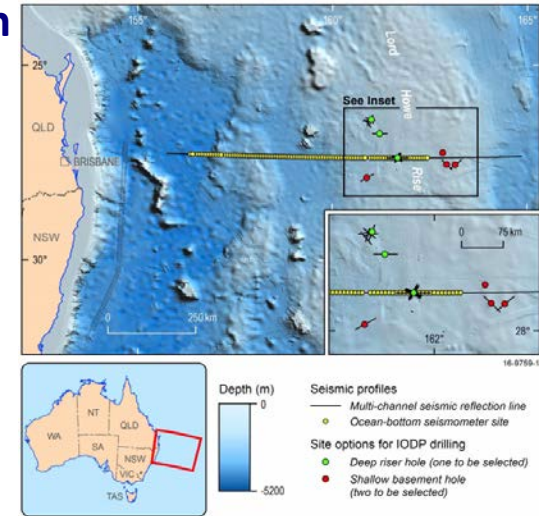 n
155°
160°
165°
25°
Lord
Howe
Rise
See Inset
QLD
BRISBANE
NSW
30°
0 250 km
0 75 km
162°
28°
16-9759-1
WA
NT
SA
QLD
NSW
VIC
TAS
Depth (m)
0
-5200
Seismic profiles
Multi-channel seismic reflection line
Ocean-bottom seismometer site
Site options for IODP drilling
Deep riser hole (one to be selected)
Shallow basement hole
(two to be selected)